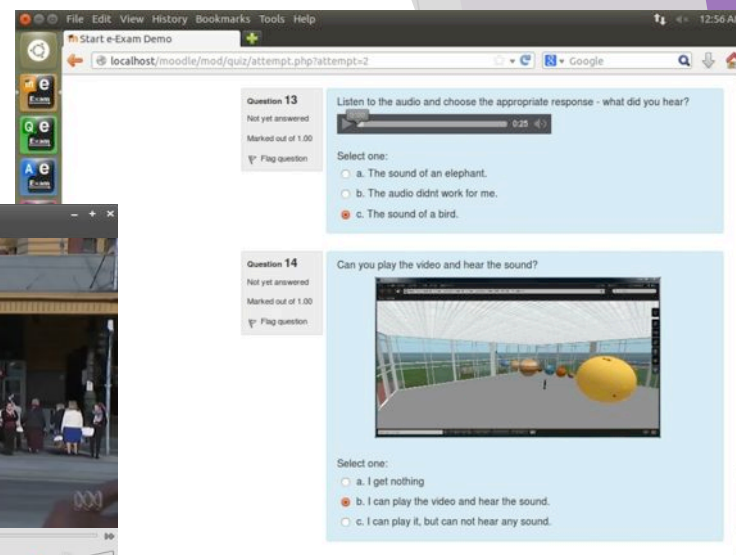 File Edit View History Bookmarks Tools Help
12:56 AM
Start e-Exam Demo
localhost/moodle/mod/quiz/attempt.php?attempt=2
Google
e
Exam
Q e
Exam
A e
Exam
Question 13
Not yet answered
Marked out of 1.00
Flag question
Listen to the audio and choose the appropriate response - what did you hear?
0:25
Select one:
a. The sound of an elephant.
b. The audio didnt work for me.
c. The sound of a bird.
Question 14
Not yet answered
Marked out of 1.00
Flag question
Can you play the video and hear the sound?
Select one:
a. I get nothing
b. I can play the video and hear the sound.
c. I can play it, but can not hear any sound.